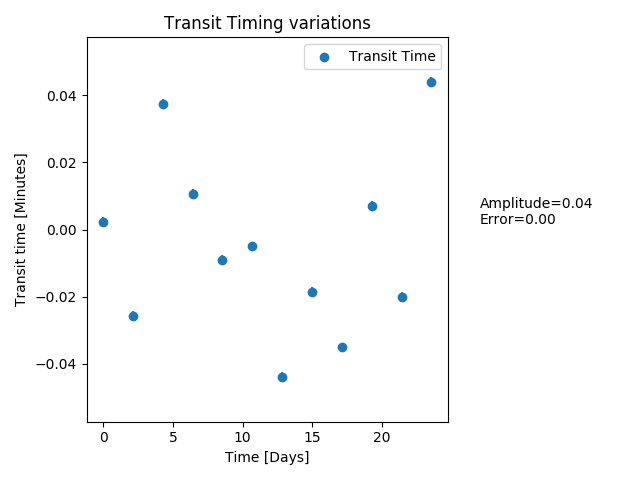 Transit Timing variations
Transit Time
0.04
0.02
0.00
−0.02
−0.04
Transit time [Minutes]
Amplitude=0.04
Error=0.00
0 5 10 15 20
Time [Days]